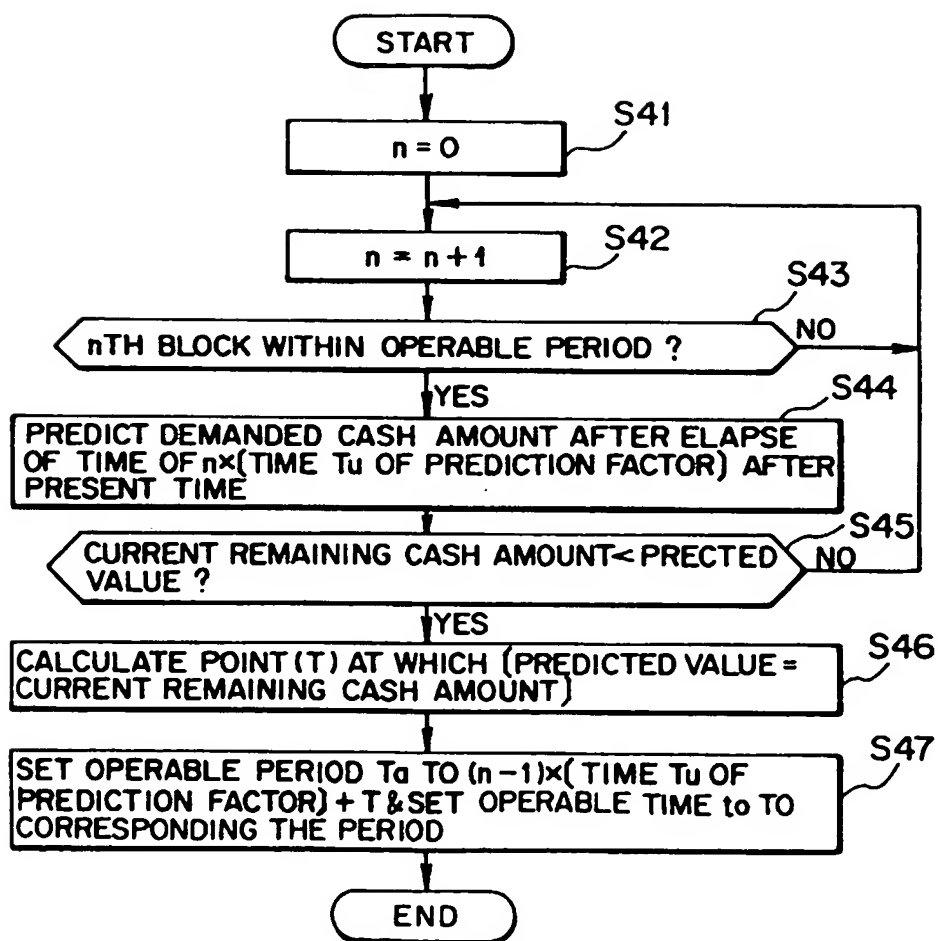 START
S41
n = 0
S42
n = n + 1
S43
nTH BLOCK WITHIN OPERABLE PERIOD ?
NO
YES
S44
PREDICT DEMANDED CASH AMOUNT AFTER ELAPSE
OF TIME OF n×(TIME Tu OF PREDICTION FACTOR) AFTER
PRESENT TIME
S45
CURRENT REMAINING CASH AMOUNT<PRECTED
VALUE ?
NO
YES
S46
CALCULATE POINT (T) AT WHICH (PREDICTED VALUE =
CURRENT REMAINING CASH AMOUNT)
S47
SET OPERABLE PERIOD Ta TO (n-1)×( TIME Tu OF
PREDICTION FACTOR) + T & SET OPERABLE TIME to TO
CORRESPONDING THE PERIOD
END